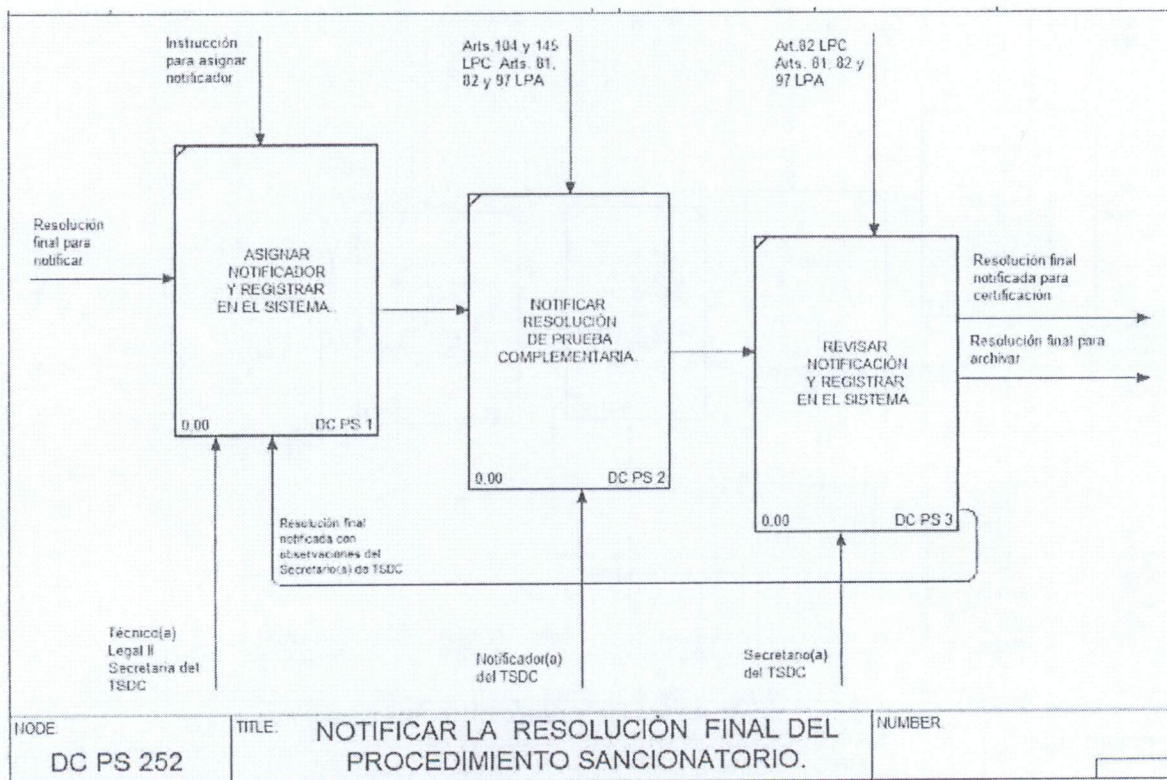 Instrucción
para asignar
notificador
Arts.104 y 145
LPC Arts. 81,
82 y 97 LPA
Art.82 LPC
Arts. 81, 82 y
97 LPA
Resolución
final para
notificar
ASIGNAR
NOTIFICADOR
Y REGISTRAR
EN EL SISTEMA..
0,00 DC PS 1
NOTIFICAR
RESOLUCIÓN
DE PRUEBA
COMPLEMENTARIA.
0,00 DC PS 2
REVISAR
NOTIFICACIÓN
Y REGISTRAR
EN EL SISTEMA
0,00 DC PS 3
Resolución final
notificada para
certificación
Resolución final para
archivar
Resolución final
notificada con
observaciones del
Secretario(a) de TSDC
Técnico(a)
Legal II
Secretaria del
TSDC
Notificador(a)
del TSDC
Secretario(a)
del TSDC
NODE.
DC PS 252
TITLE.
NOTIFICAR LA RESOLUCIÓN FINAL DEL
PROCEDIMIENTO SANCIONATORIO.
NUMBER.